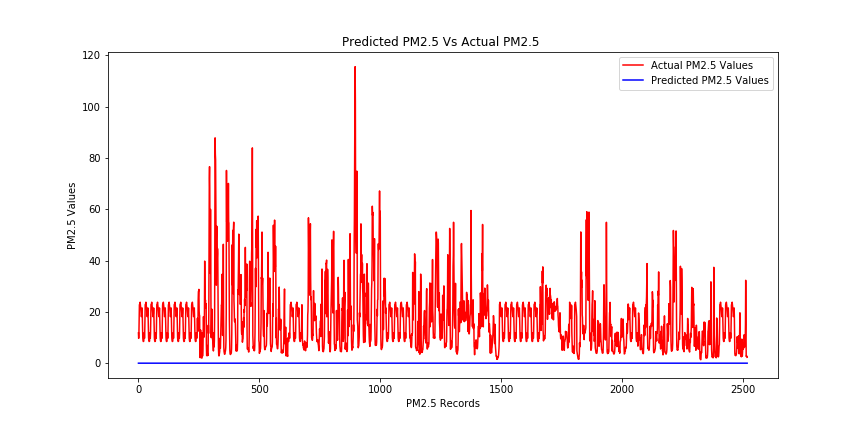 Predicted PM2.5 Vs Actual PM2.5
Actual PM2.5 Values
Predicted PM2.5 Values
PM2.5 Values
120
100
80
60
40
20
0
0 500 1000 1500 2000 2500
PM2.5 Records